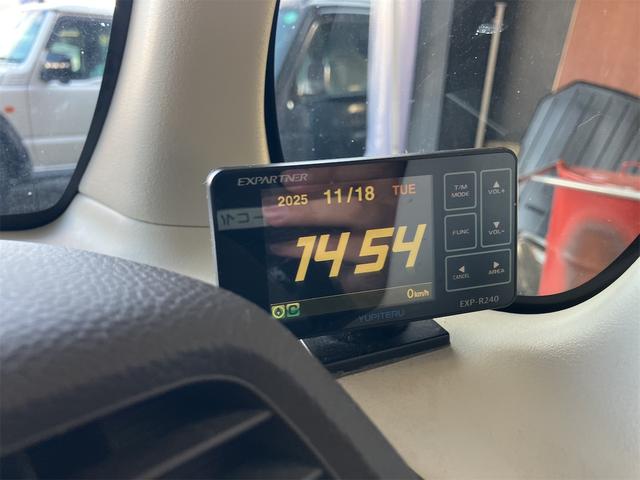 EXPARTNER
2025 11/18 TUE
14 54
0km/h
YUPITERU
T/M MODE
▲ VOL+
FUNC
▼ VOL-
◀ CANCEL
▶ AREA
EXP-R240